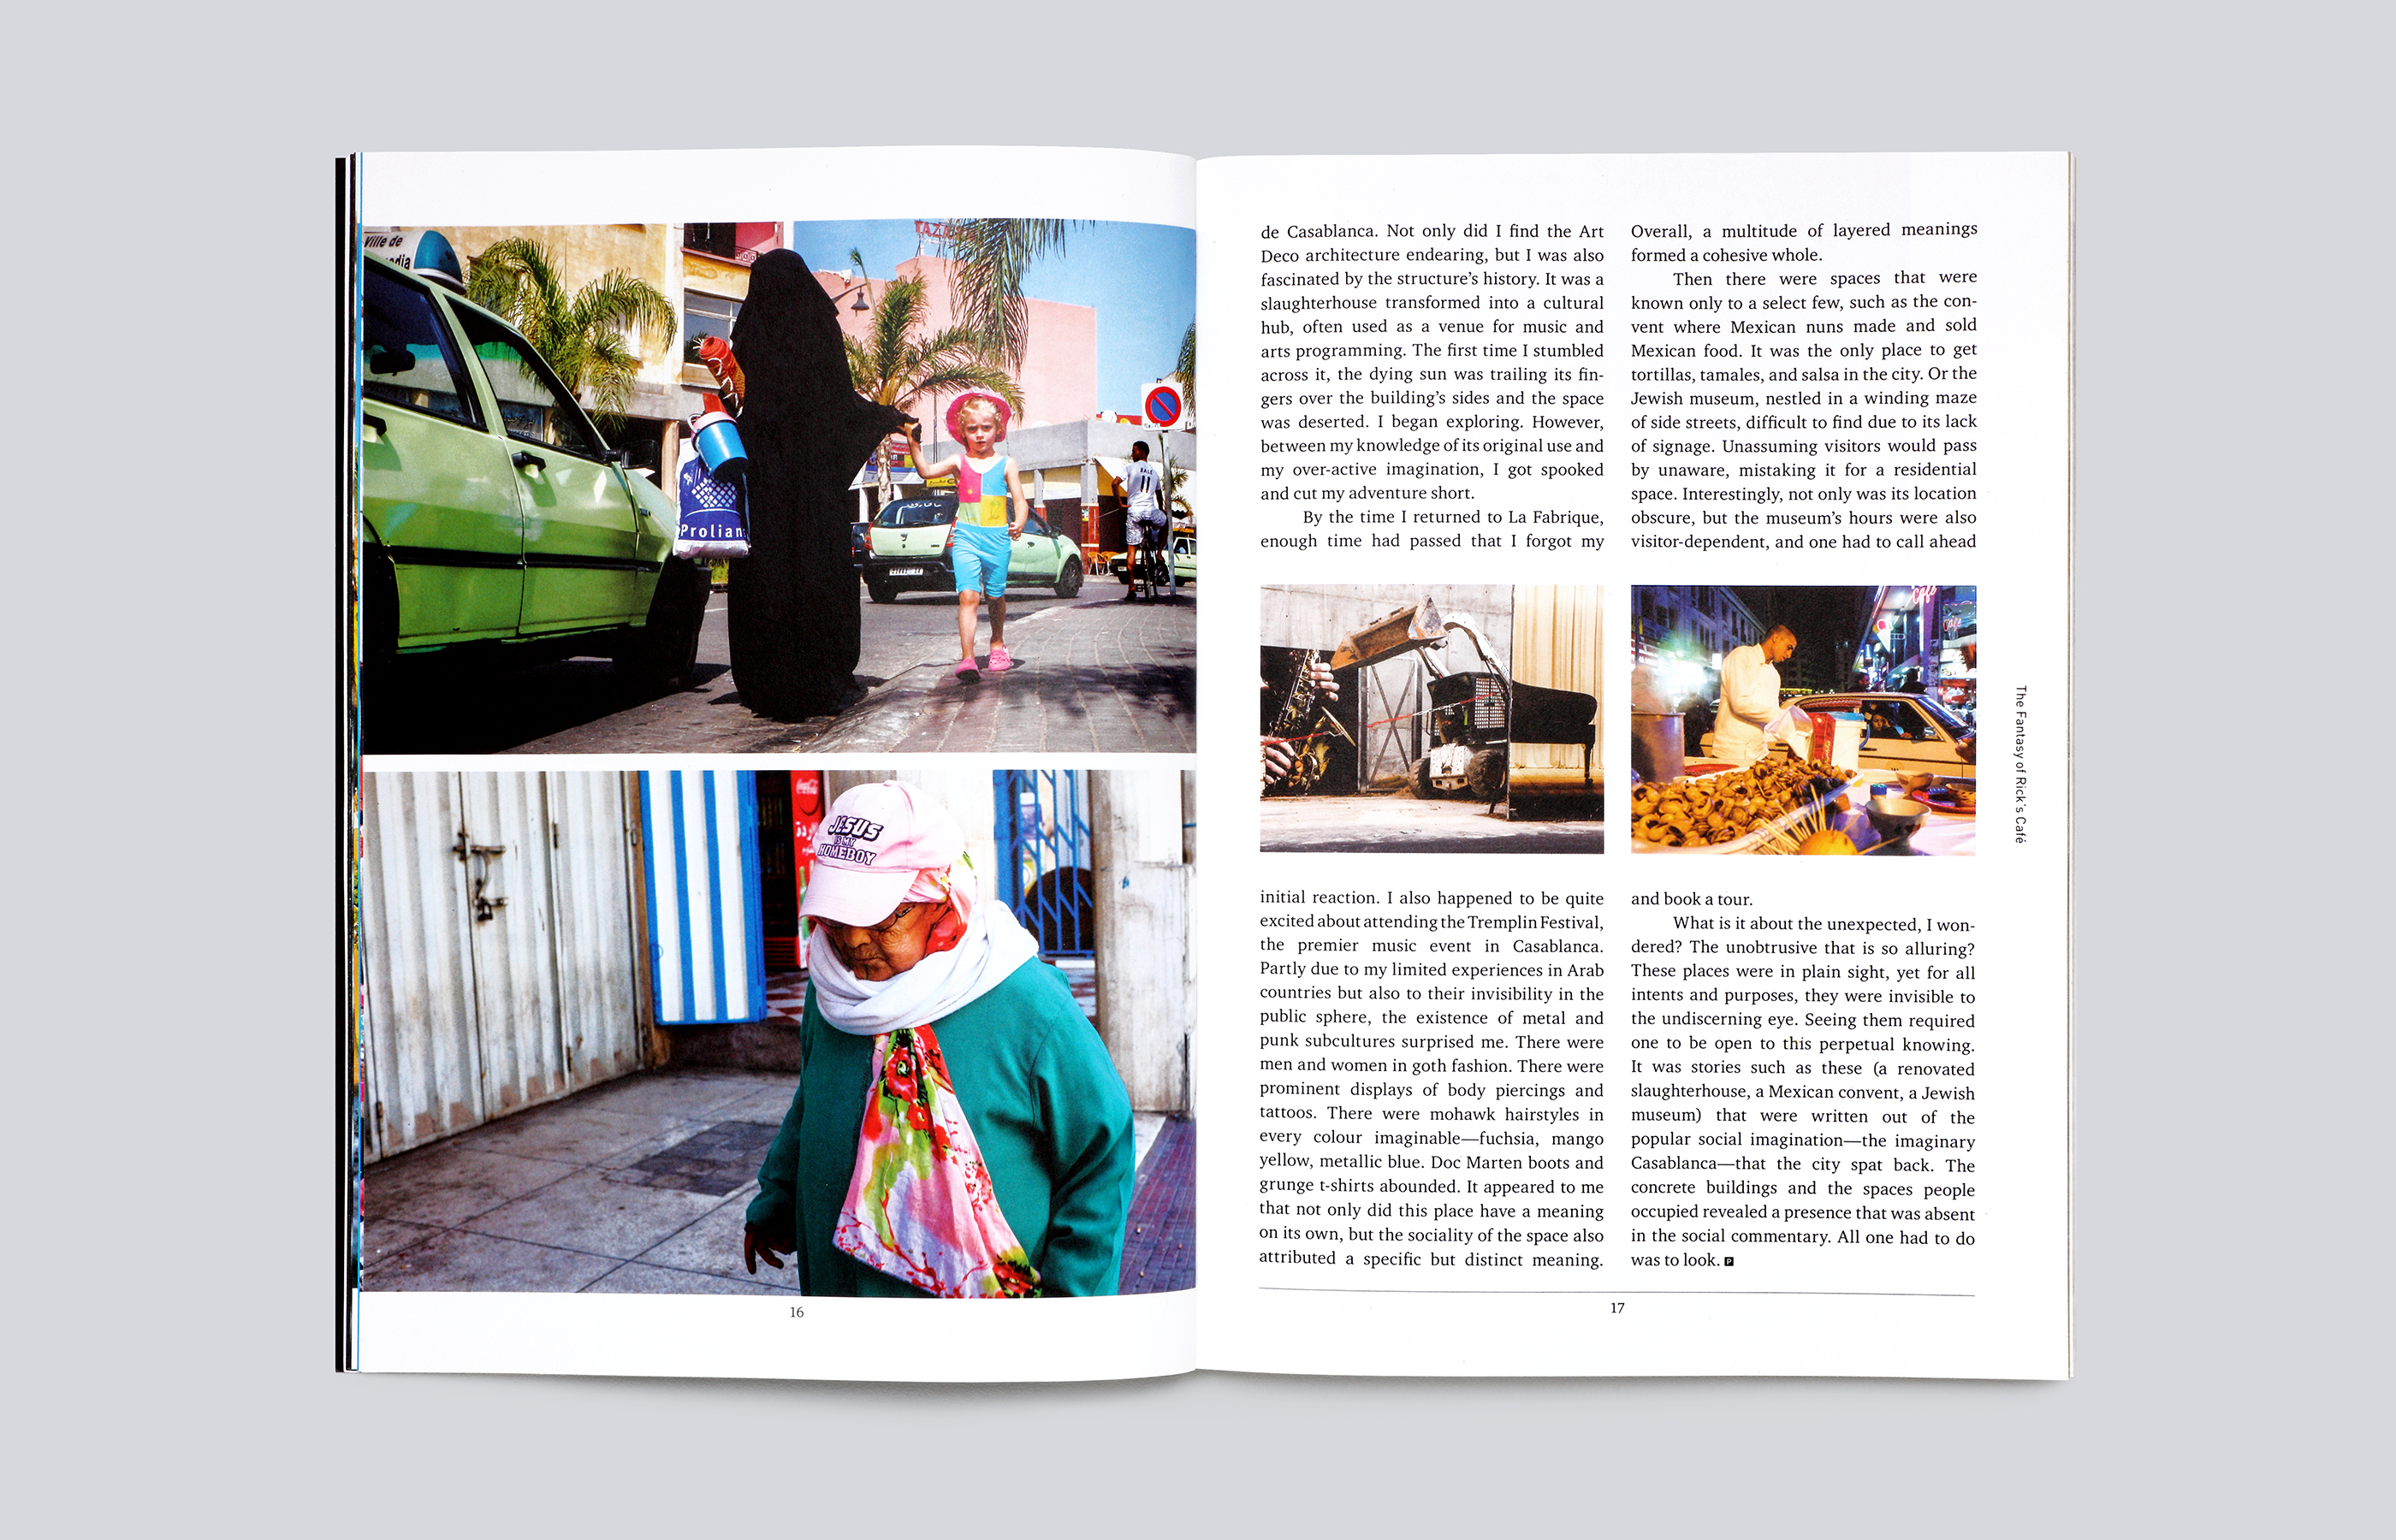 Ville de
TAZ
Prolian
BALE
11
JESUS
IS MY
HOMEBOY
16
de Casablanca. Not only did I find the Art
Deco architecture endearing, but I was also
fascinated by the structure's history. It was a
slaughterhouse transformed into a cultural
hub, often used as a venue for music and
arts programming. The first time I stumbled
across it, the dying sun was trailing its fin-
gers over the building's sides and the space
was deserted. I began exploring. However,
between my knowledge of its original use and
my over-active imagination, I got spooked
and cut my adventure short.
By the time I returned to La Fabrique,
enough time had passed that I forgot my
initial reaction. I also happened to be quite
excited about attending the Tremplin Festival,
the premier music event in Casablanca.
Partly due to my limited experiences in Arab
countries but also to their invisibility in the
public sphere, the existence of metal and
punk subcultures surprised me. There were
men and women in goth fashion. There were
prominent displays of body piercings and
tattoos. There were mohawk hairstyles in
every colour imaginable—fuchsia, mango
yellow, metallic blue. Doc Marten boots and
grunge t-shirts abounded. It appeared to me
that not only did this place have a meaning
on its own, but the sociality of the space also
attributed a specific but distinct meaning.
Overall, a multitude of layered meanings
formed a cohesive whole.
Then there were spaces that were
known only to a select few, such as the con-
vent where Mexican nuns made and sold
Mexican food. It was the only place to get
tortillas, tamales, and salsa in the city. Or the
Jewish museum, nestled in a winding maze
of side streets, difficult to find due to its lack
of signage. Unassuming visitors would pass
by unaware, mistaking it for a residential
space. Interestingly, not only was its location
obscure, but the museum's hours were also
visitor-dependent, and one had to call ahead
Café
and book a tour.
What is it about the unexpected, I won-
dered? The unobtrusive that is so alluring?
These places were in plain sight, yet for all
intents and purposes, they were invisible to
the undiscerning eye. Seeing them required
one to be open to this perpetual knowing.
It was stories such as these (a renovated
slaughterhouse, a Mexican convent, a Jewish
museum) that were written out of the
popular social imagination—the imaginary
Casablanca—that the city spat back. The
concrete buildings and the spaces people
occupied revealed a presence that was absent
in the social commentary. All one had to do
was to look. P
17
The Fantasy of Rick's Café